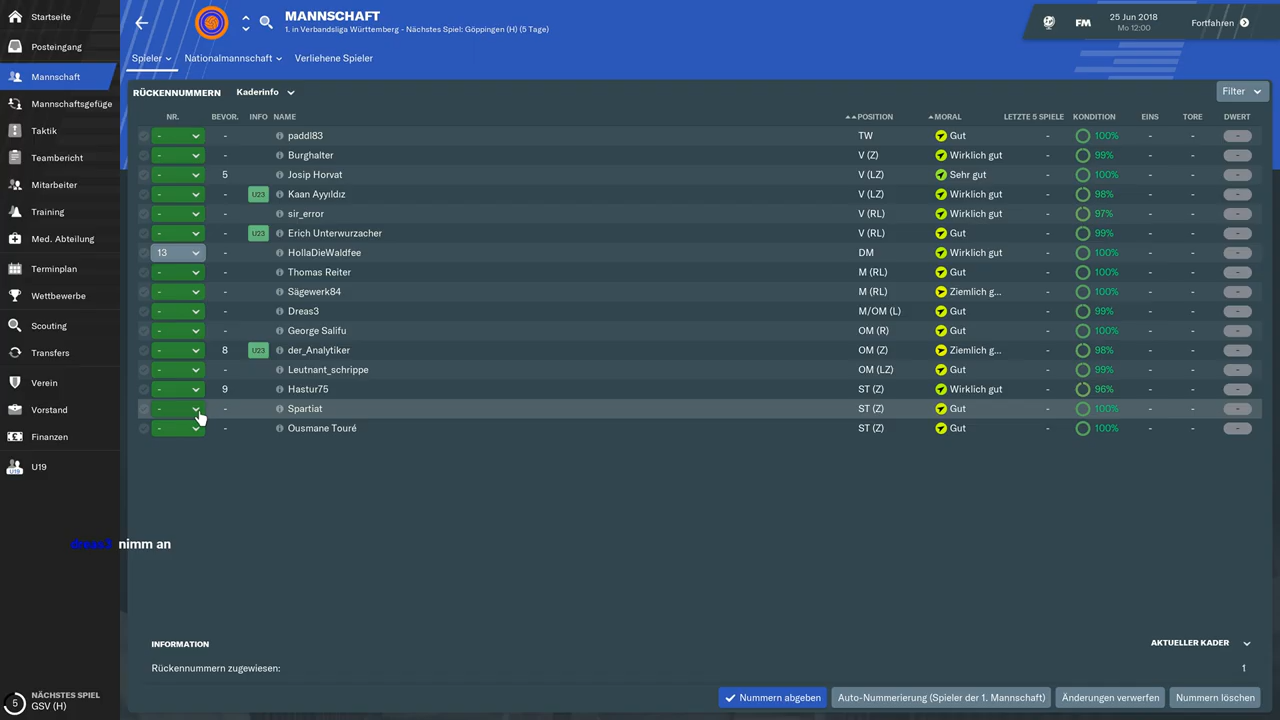 Startseite
Posteingang
Mannschaft
Mannschaftsgefüge
Taktik
Teambericht
Mitarbeiter
Training
Med. Abteilung
Terminplan
Wettbewerbe
Scouting
Transfers
Verein
Vorstand
Finanzen
U19
U19
5 NÄCHSTES SPIEL
GSV (H)
MANNSCHAFT
1. in Verbandsliga Württemberg - Nächstes Spiel: Göppingen (H) (5 Tage)
FM
25 Jun 2018
Mo 12:00
Fortfahren
Spieler Nationalmannschaft Verliehene Spieler
RÜCKENNUMMERN Kaderinfo Filter
NR. BEVOR. INFO NAME POSITION MORAL LETZTE 5 SPIELE KONDITION EINS TORE DWERT
- - paddl83 TW Gut - 100% - - -
- - Burghalter V (Z) Wirklich gut - 99% - - -
- 5 Josip Horvat V (LZ) Sehr gut - 100% - - -
- - U23 Kaan Ayyıldız V (LZ) Wirklich gut - 98% - - -
- - sir_error V (RL) Wirklich gut - 97% - - -
- - U23 Erich Unterwurzacher V (RL) Gut - 99% - - -
13 - HollaDieWaldfee DM Wirklich gut - 100% - - -
- - Thomas Reiter M (RL) Gut - 100% - - -
- - Sägewerk84 M (RL) Ziemlich g... - 100% - - -
- - Dreas3 M/OM (L) Gut - 99% - - -
- - George Salifu OM (R) Gut - 100% - - -
- 8 U23 der_Analytiker OM (Z) Ziemlich g... - 98% - - -
- - Leutnant_schrippe OM (LZ) Gut - 99% - - -
- 9 Hastur75 ST (Z) Wirklich gut - 96% - - -
- - Spartiat ST (Z) Gut - 100% - - -
- - Ousmane Touré ST (Z) Gut - 100% - - -
dreas3 nimm an
INFORMATION AKTUELLER KADER
Rückennummern zugewiesen: 1
Nummern abgeben Auto-Nummerierung (Spieler der 1. Mannschaft) Änderungen verwerfen Nummern löschen